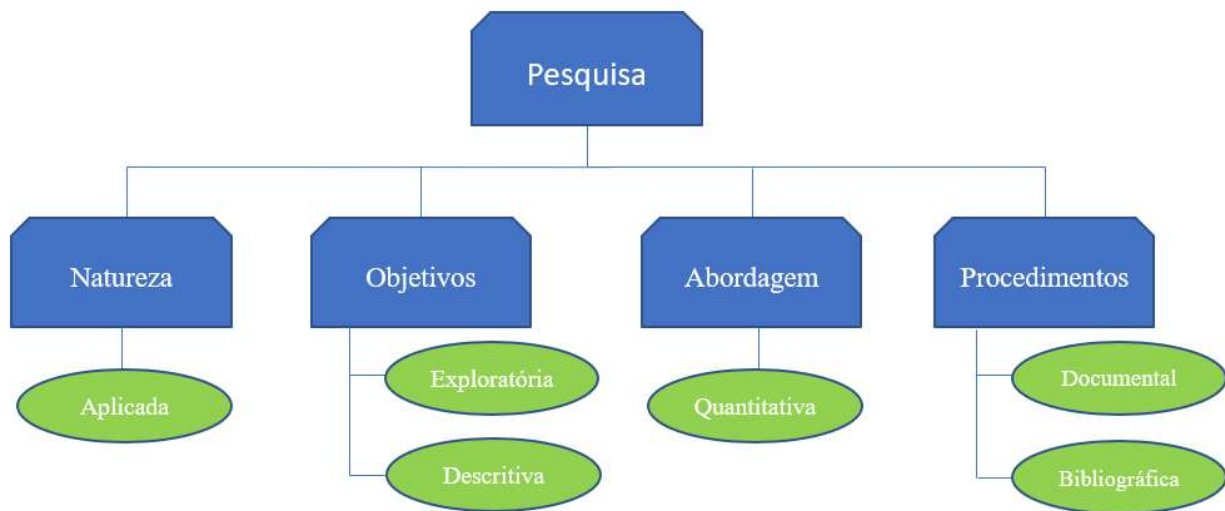 Pesquisa
Natureza
Objetivos
Abordagem
Procedimentos
Aplicada
Exploratória
Descritiva
Quantitativa
Documental
Bibliográfica